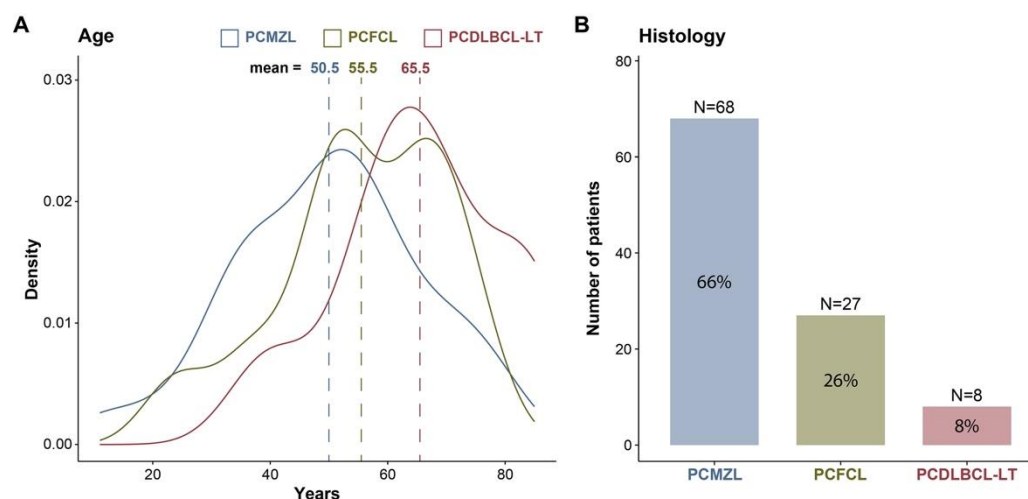 A
Age
PCMZL PCFCL PCDLBCL-LT
mean = 50.5 55.5 65.5
0.03
0.02
0.01
0.00
Density
20 40 60 80
Years
B
Histology
80
60
40
20
0
Number of patients
N=68
66%
N=27
26%
N=8
8%
PCMZL PCFCL PCDLBCL-LT